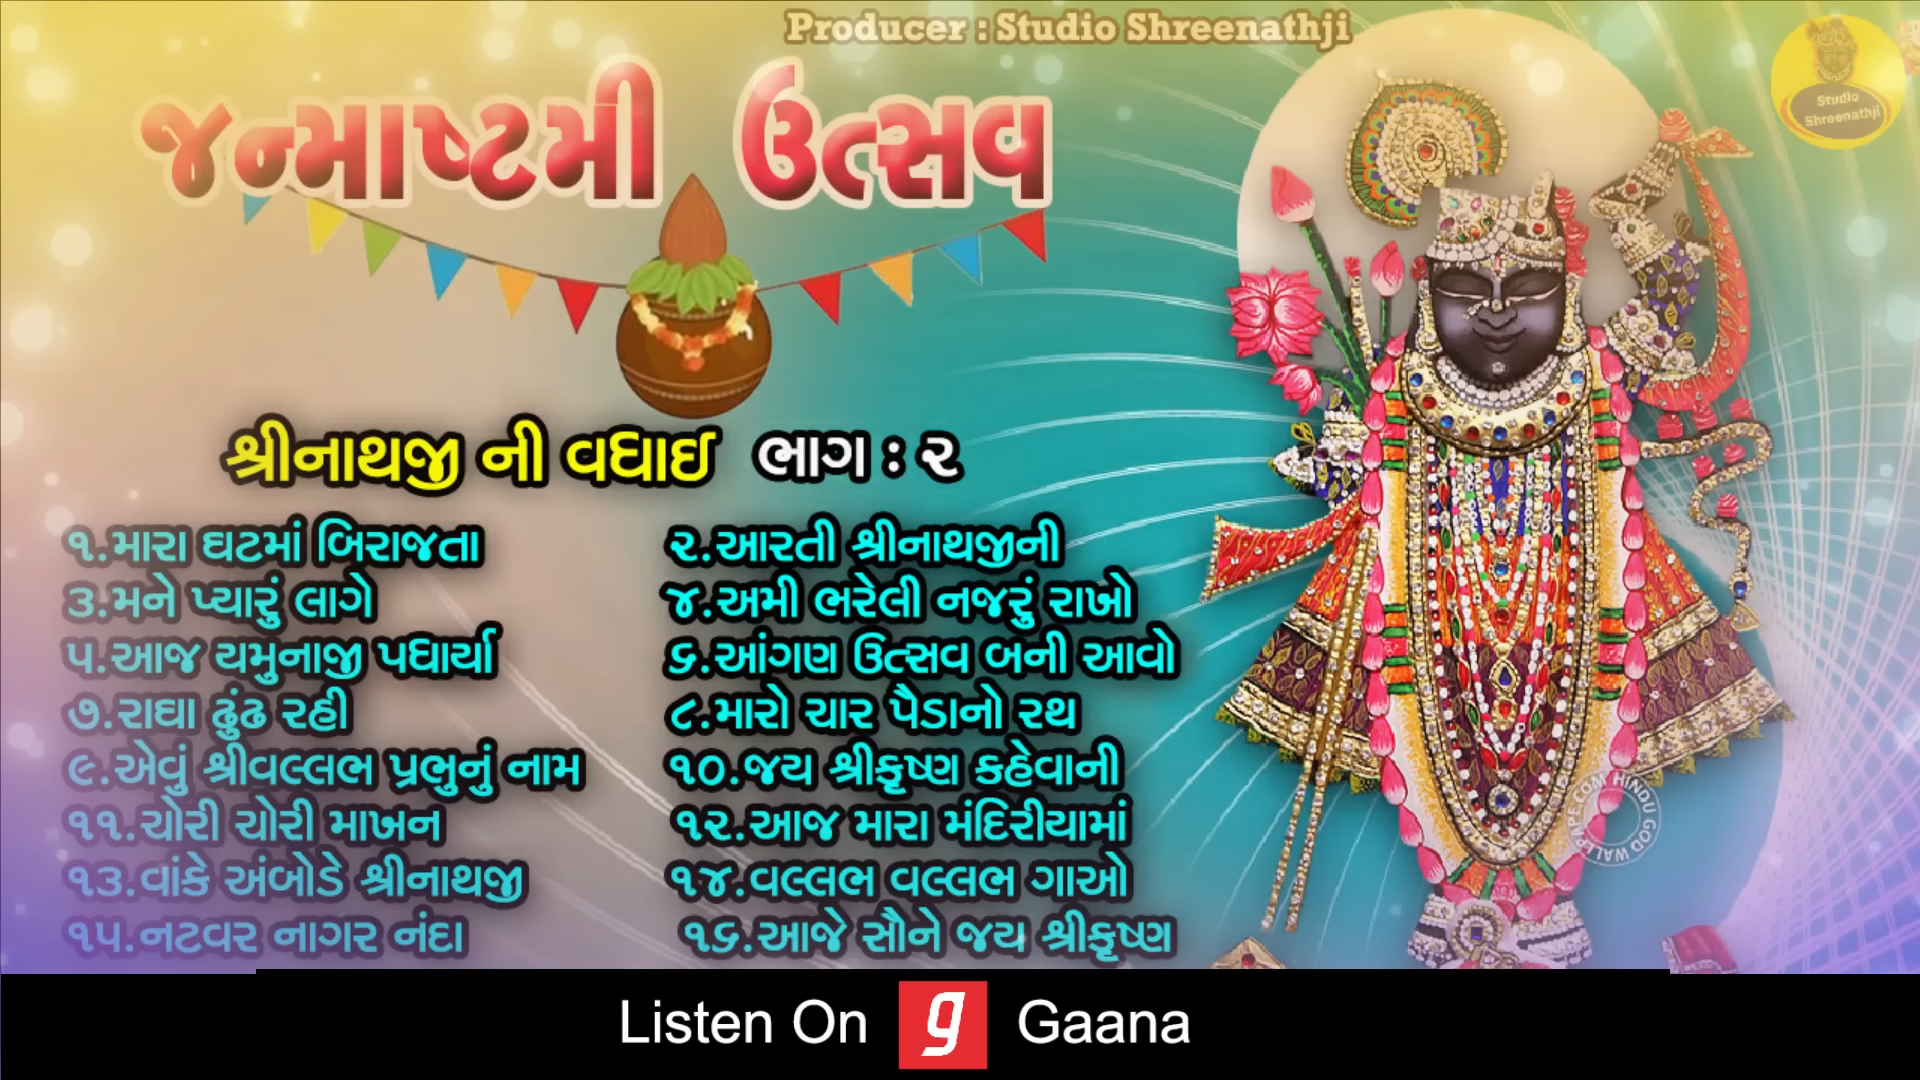 Producer : Studio Shreenathji
Studio
Shreenathji
જન્માષ્ટમી ઉત્સવ
શ્રીનાથજી ની વધાઇ ભાગ : ૨
૧.મારા ઘટમાં બિરાજતા
૨.આરતી શ્રીનાથજીની
૩.મને પ્યારું લાગે
૪.અમી ભરેલી નજરું રાખો
૫.આજ યમુનાજી પધાર્યા
૬.આંગણ ઉત્સવ બની આવો
૭.રાધા ઢુંઢ રહી
૮.મારો ચાર પૈડાનો રથ
૯.એવું શ્રીવલ્લભ પ્રભુનું નામ
૧૦.જય શ્રીકૃષ્ણ કહેવાની
૧૧.ચોરી ચોરી માખન
૧૨.આજ મારા મંદિરીયામાં
૧૩.વાંકે અંબોડે શ્રીનાથજી
૧૪.વલ્લભ વલ્લભ ગાઓ
૧૫.નટવર નાગર નંદા
૧૬.આજે સૌને જય શ્રીકૃષ્ણ
Listen On g Gaana